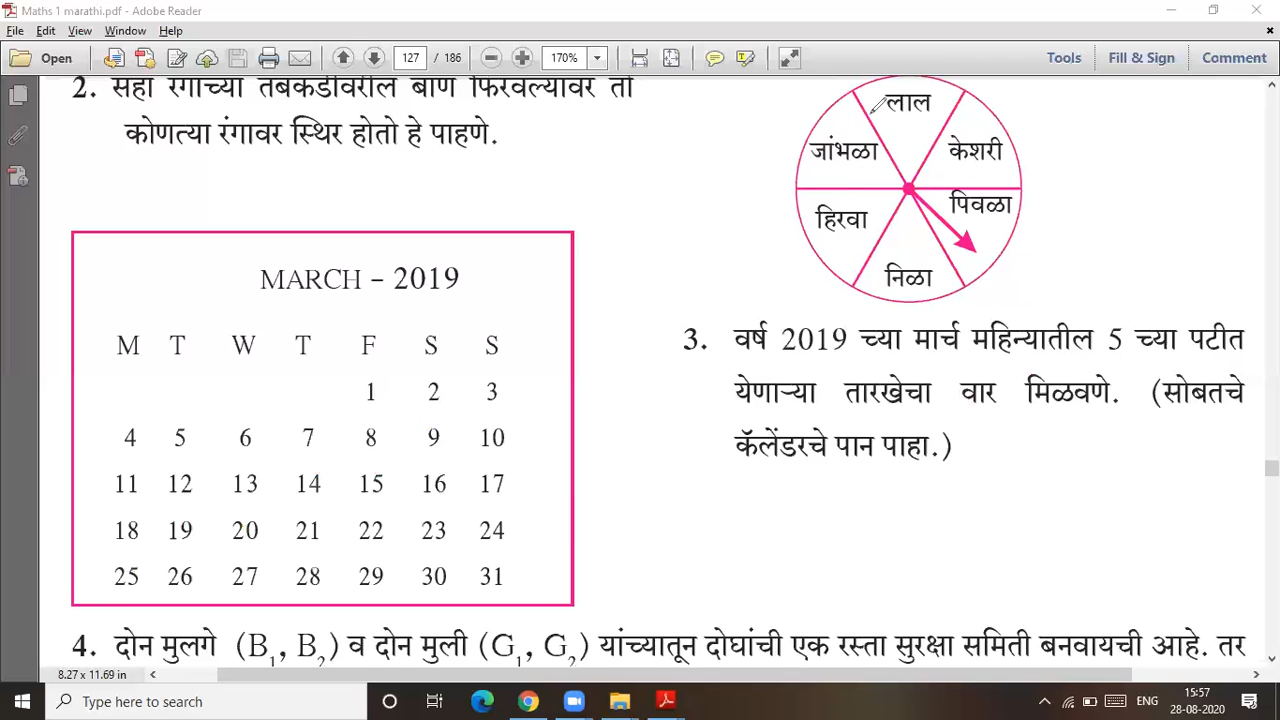 Maths 1 marathi.pdf - Adobe Reader
File Edit View Window Help
Open 127 / 186 170% Tools Fill & Sign Comment
2. सहा रंगांच्या तबकडीवरील बाण फिरवल्यावर तो
कोणत्या रंगावर स्थिर होतो हे पाहणे.
लाल
जांभळा केशरी
पिवळा
हिरवा
निळा
MARCH – 2019
M T W T F S S
1 2 3
4 5 6 7 8 9 10
11 12 13 14 15 16 17
18 19 20 21 22 23 24
25 26 27 28 29 30 31
3. वर्ष 2019 च्या मार्च महिन्यातील 5 च्या पटीत
येणाऱ्या तारखेचा वार मिळवणे. (सोबतचे
कॅलेंडरचे पान पाहा.)
4. दोन मुलगे (B₁, B₂) व दोन मुली (G₁, G₂) यांच्यातून दोघांची एक रस्ता सुरक्षा समिती बनवायची आहे. तर
8.27 x 11.69 in
Type here to search
ENG
15:57
28-08-2020